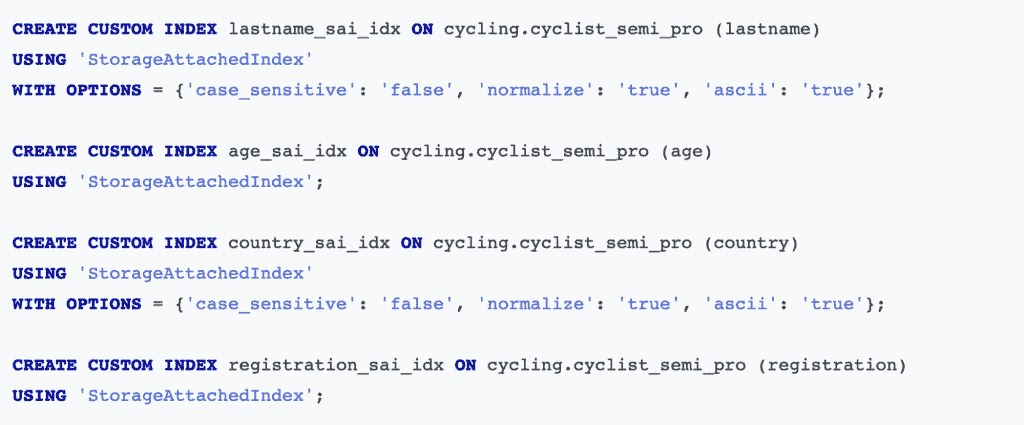 CREATE CUSTOM INDEX lastname_sai_idx ON cycling.cyclist_semi_pro (lastname)
USING 'StorageAttachedIndex'
WITH OPTIONS = {'case_sensitive': 'false', 'normalize': 'true', 'ascii': 'true'};
CREATE CUSTOM INDEX age_sai_idx ON cycling.cyclist_semi_pro (age)
USING 'StorageAttachedIndex';
CREATE CUSTOM INDEX country_sai_idx ON cycling.cyclist_semi_pro (country)
USING 'StorageAttachedIndex'
WITH OPTIONS = {'case_sensitive': 'false', 'normalize': 'true', 'ascii': 'true'};
CREATE CUSTOM INDEX registration_sai_idx ON cycling.cyclist_semi_pro (registration)
USING 'StorageAttachedIndex';